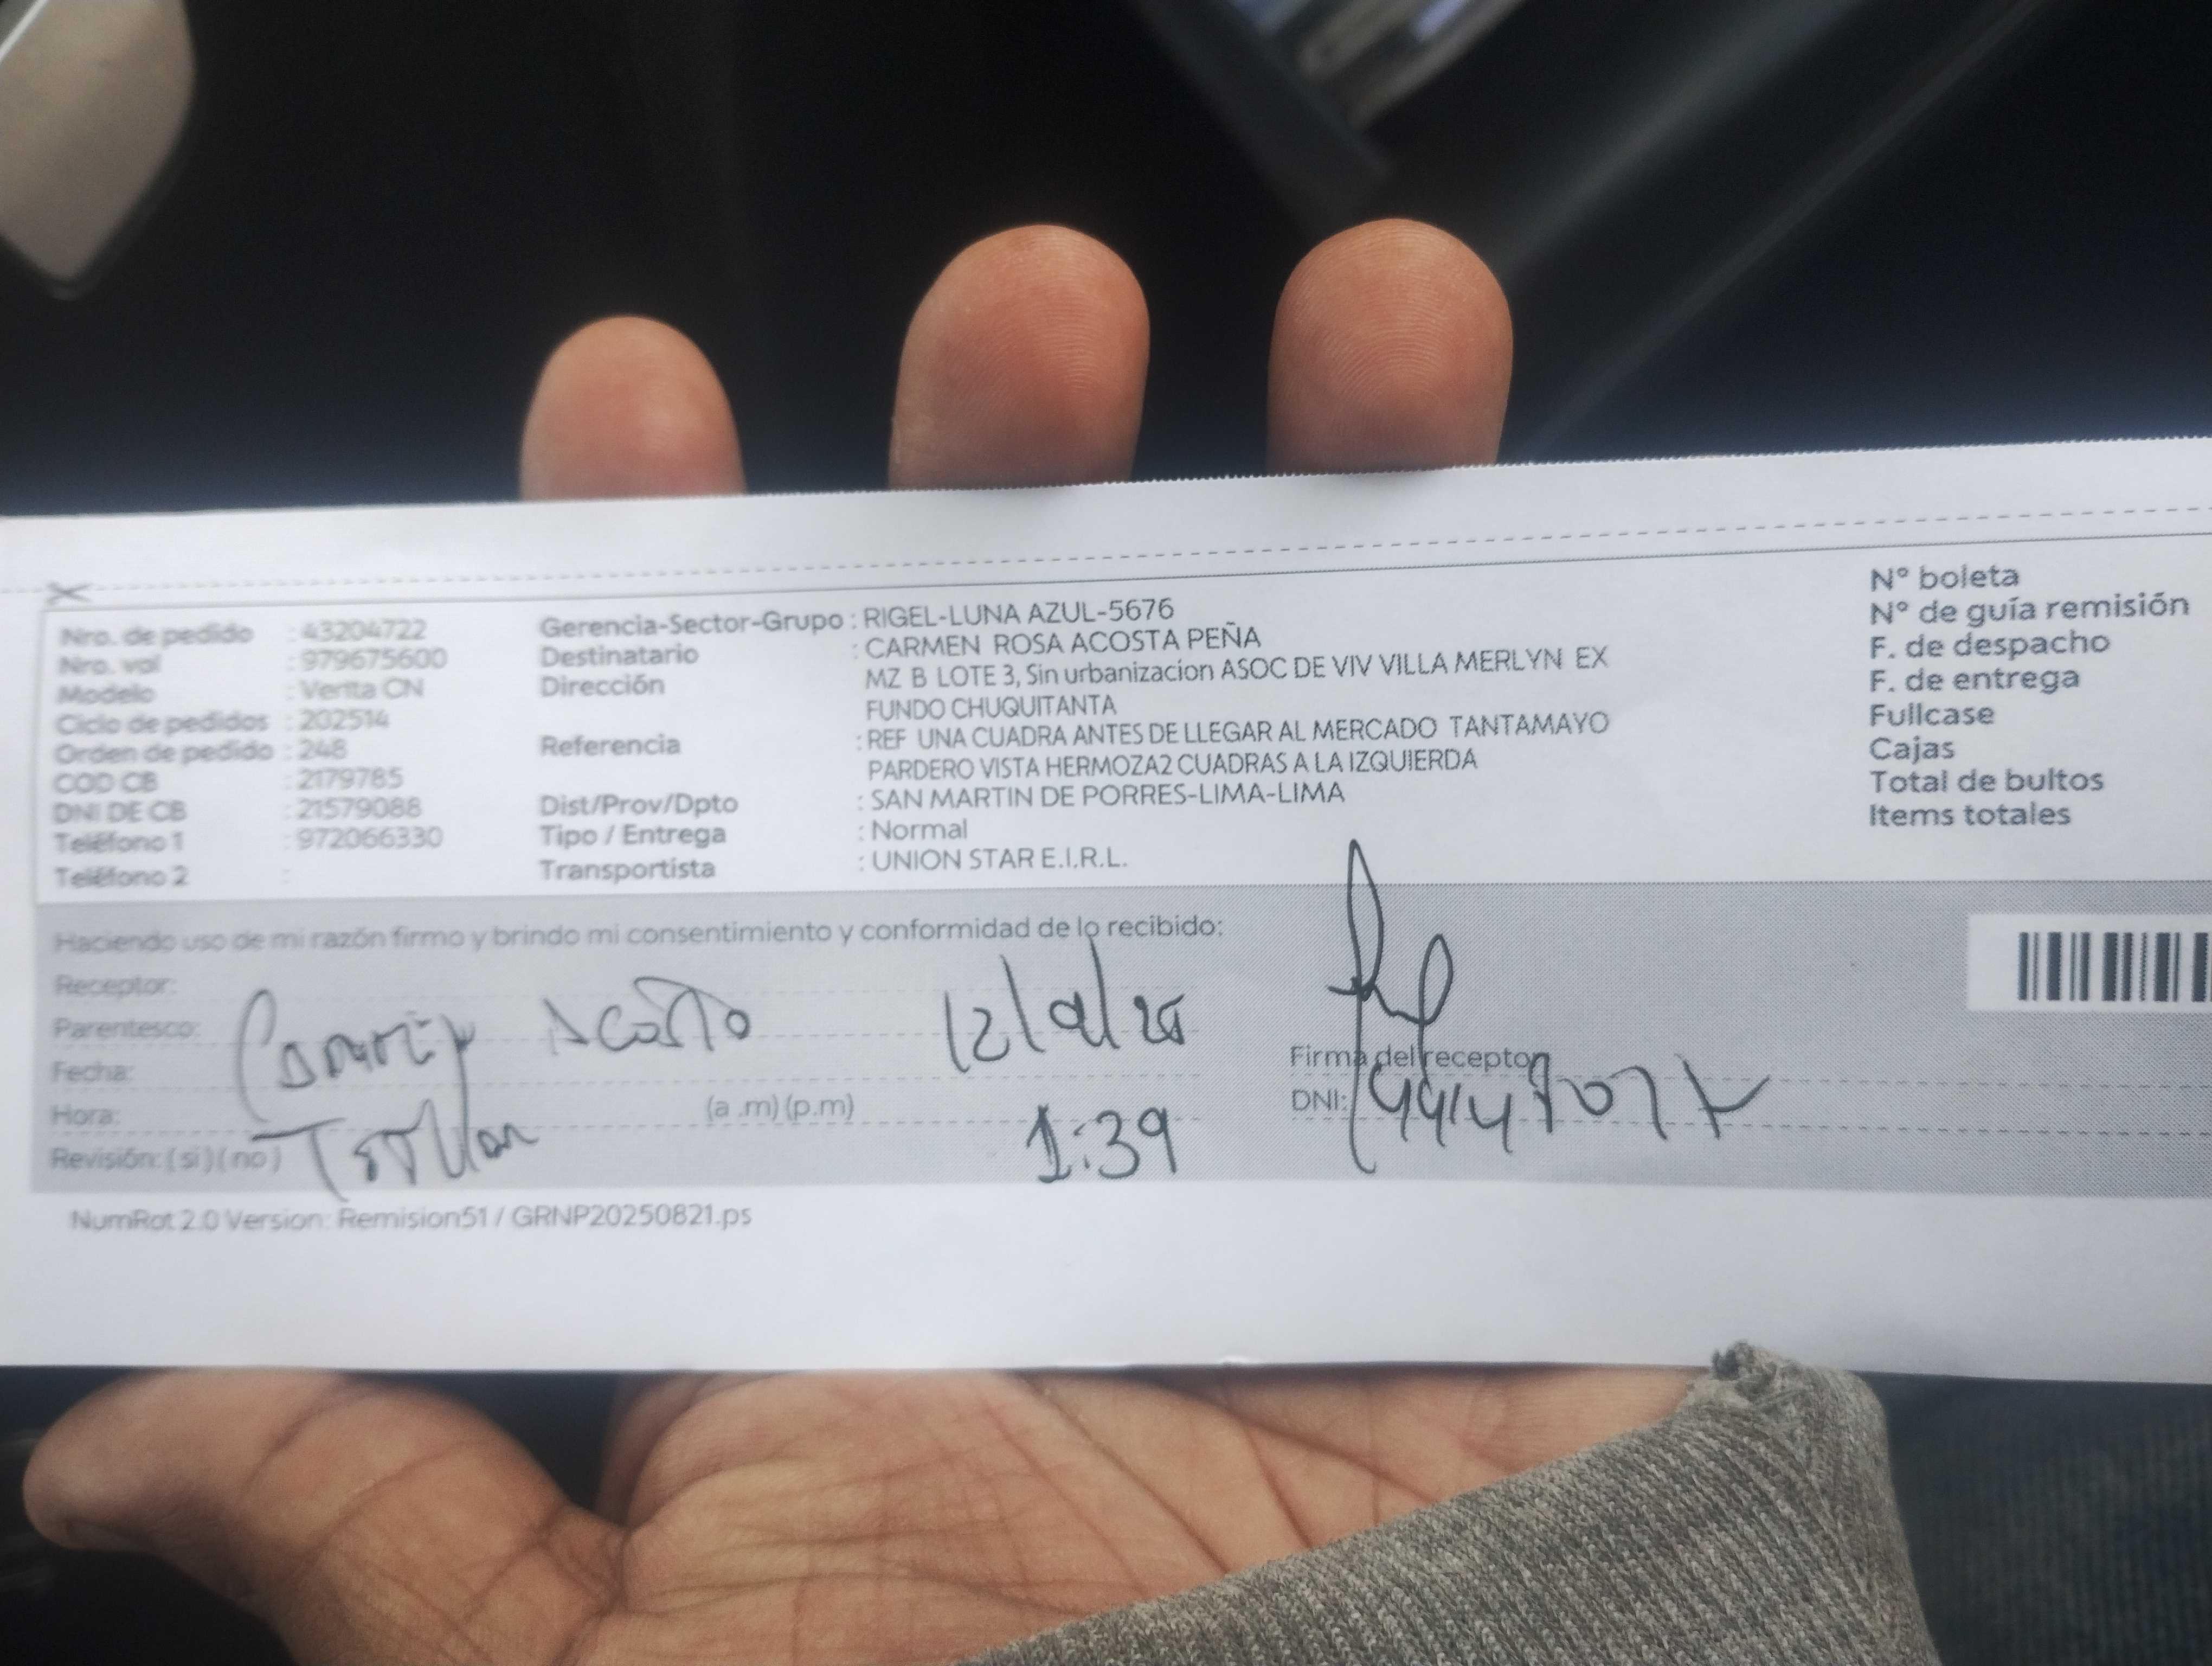 Nro. de pedido : 43204722
Nro. val : 979675600
Modelo : Verita CN
Ciclo de pedidos : 202514
Orden de pedido : 248
COD CB : 2179785
DNI DE CB : 21579088
Teléfono 1 : 972066330
Teléfono 2 :
Gerencia-Sector-Grupo : RIGEL-LUNA AZUL-5676
Destinatario : CARMEN ROSA ACOSTA PEÑA
Dirección MZ B LOTE 3, Sin urbanizacion ASOC DE VIV VILLA MERLYN EX
FUNDO CHUQUITANTA
Referencia : REF UNA CUADRA ANTES DE LLEGAR AL MERCADO TANTAMAYO
PARDERO VISTA HERMOZA2 CUADRAS A LA IZQUIERDA
Dist/Prov/Dpto : SAN MARTIN DE PORRES-LIMA-LIMA
Tipo / Entrega : Normal
Transportista : UNION STAR E.I.R.L.
N° boleta
N° de guía remisión
F. de despacho
F. de entrega
Fullcase
Cajas
Total de bultos
Items totales
Haciendo uso de mi razón firmo y brindo mi consentimiento y conformidad de lo recibido:
Receptor:
Parentesco:
Acosta
Fecha:
Firma del receptor
Hora: (a .m) (p.m)
DNI:
1:39
Revisión: ( si ) ( no )
NumRot 2.0 Version: Remision51 / GRNP20250821.ps